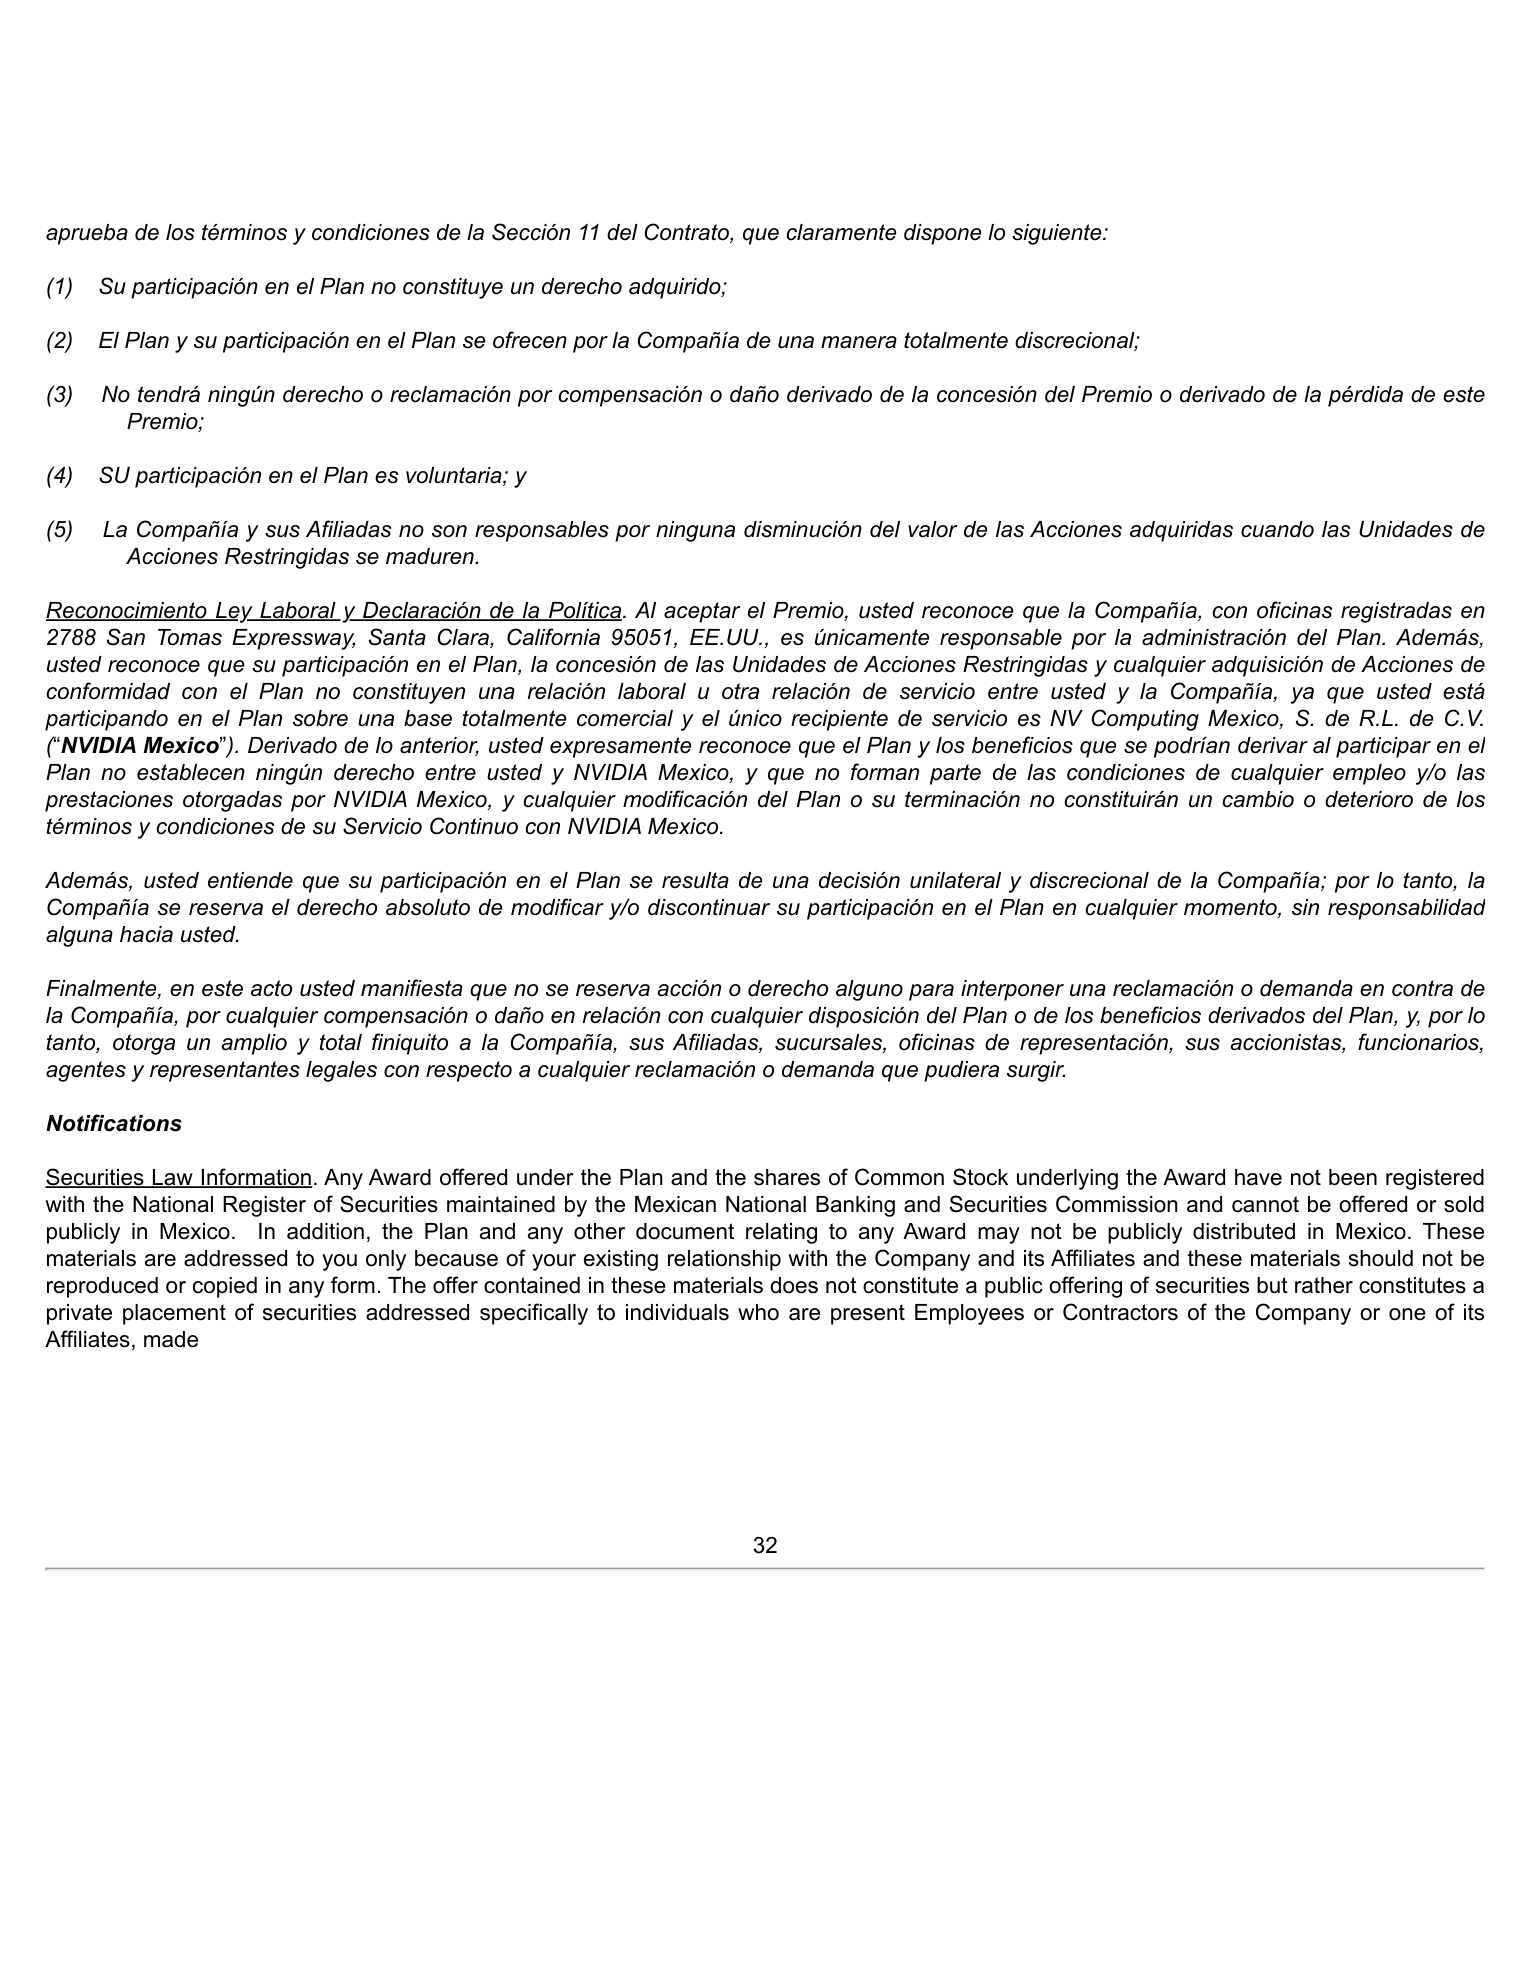 aprueba de los términos y condiciones de la Sección 11 del Contrato, que claramente dispone lo siguiente:
(1) Su participación en el Plan no constituye un derecho adquirido;
(2) El Plan y su participación en el Plan se ofrecen por la Compañía de una manera totalmente discrecional;
(3) No tendrá ningún derecho o reclamación por compensación o daño derivado de la concesión del Premio o derivado de la pérdida de este
Premio;
(4) SU participación en el Plan es voluntaria; y
(5) La Compañía y sus Afiliadas no son responsables por ninguna disminución del valor de las Acciones adquiridas cuando las Unidades de
Acciones Restringidas se maduren.
Reconocimiento Ley Laboral y Declaración de la Política. Al aceptar el Premio, usted reconoce que la Compañía, con oficinas registradas en
2788 San Tomas Expressway, Santa Clara, California 95051, EE.UU., es únicamente responsable por la administración del Plan. Además,
usted reconoce que su participación en el Plan, la concesión de las Unidades de Acciones Restringidas y cualquier adquisición de Acciones de
conformidad con el Plan no constituyen una relación laboral u otra relación de servicio entre usted y la Compañía, ya que usted está
participando en el Plan sobre una base totalmente comercial y el único recipiente de servicio es NV Computing Mexico, S. de R.L. de C.V.
(“NVIDIA Mexico”). Derivado de lo anterior, usted expresamente reconoce que el Plan y los beneficios que se podrían derivar al participar en el
Plan no establecen ningún derecho entre usted y NVIDIA Mexico, y que no forman parte de las condiciones de cualquier empleo y/o las
prestaciones otorgadas por NVIDIA Mexico, y cualquier modificación del Plan o su terminación no constituirán un cambio o deterioro de los
términos y condiciones de su Servicio Continuo con NVIDIA Mexico.
Además, usted entiende que su participación en el Plan se resulta de una decisión unilateral y discrecional de la Compañía; por lo tanto, la
Compañía se reserva el derecho absoluto de modificar y/o discontinuar su participación en el Plan en cualquier momento, sin responsabilidad
alguna hacia usted.
Finalmente, en este acto usted manifiesta que no se reserva acción o derecho alguno para interponer una reclamación o demanda en contra de
la Compañía, por cualquier compensación o daño en relación con cualquier disposición del Plan o de los beneficios derivados del Plan, y, por lo
tanto, otorga un amplio y total finiquito a la Compañía, sus Afiliadas, sucursales, oficinas de representación, sus accionistas, funcionarios,
agentes y representantes legales con respecto a cualquier reclamación o demanda que pudiera surgir.
Notifications
Securities Law Information. Any Award offered under the Plan and the shares of Common Stock underlying the Award have not been registered
with the National Register of Securities maintained by the Mexican National Banking and Securities Commission and cannot be offered or sold
publicly in Mexico. In addition, the Plan and any other document relating to any Award may not be publicly distributed in Mexico. These
materials are addressed to you only because of your existing relationship with the Company and its Affiliates and these materials should not be
reproduced or copied in any form. The offer contained in these materials does not constitute a public offering of securities but rather constitutes a
private placement of securities addressed specifically to individuals who are present Employees or Contractors of the Company or one of its
Affiliates, made
32